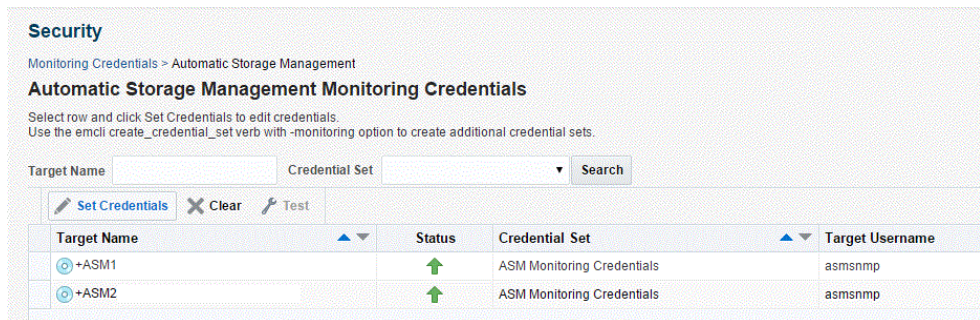 Security
Monitoring Credentials > Automatic Storage Management
Automatic Storage Management Monitoring Credentials
Select row and click Set Credentials to edit credentials.
Use the emcli create_credential_set verb with -monitoring option to create additional credential sets.
Target Name Credential Set Search
Set Credentials Clear Test
Target Name Status Credential Set Target Username
+ASM1 ASM Monitoring Credentials asmsnmp
+ASM2 ASM Monitoring Credentials asmsnmp